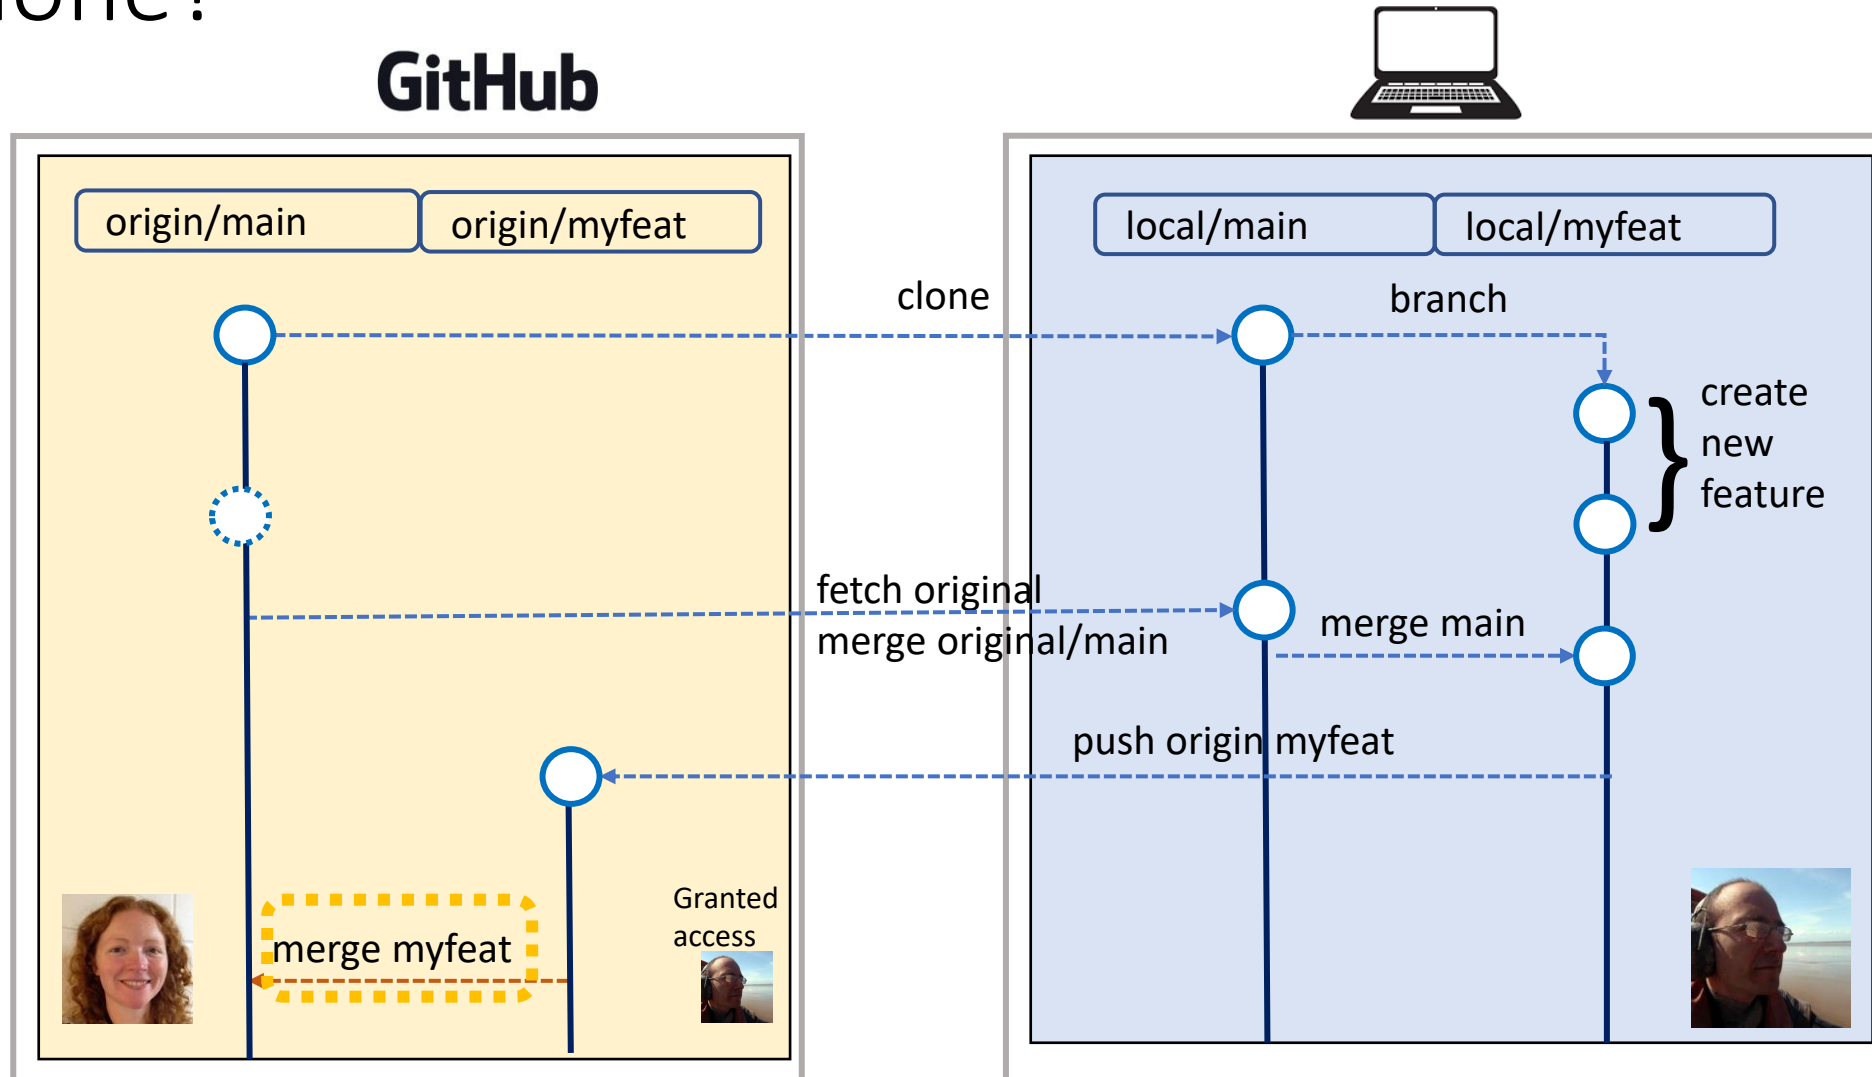 GitHub
origin/main
origin/myfeat
local/main
local/myfeat
clone
branch
create
new
feature
fetch original
merge original/main
merge main
push origin myfeat
Granted
access
merge myfeat